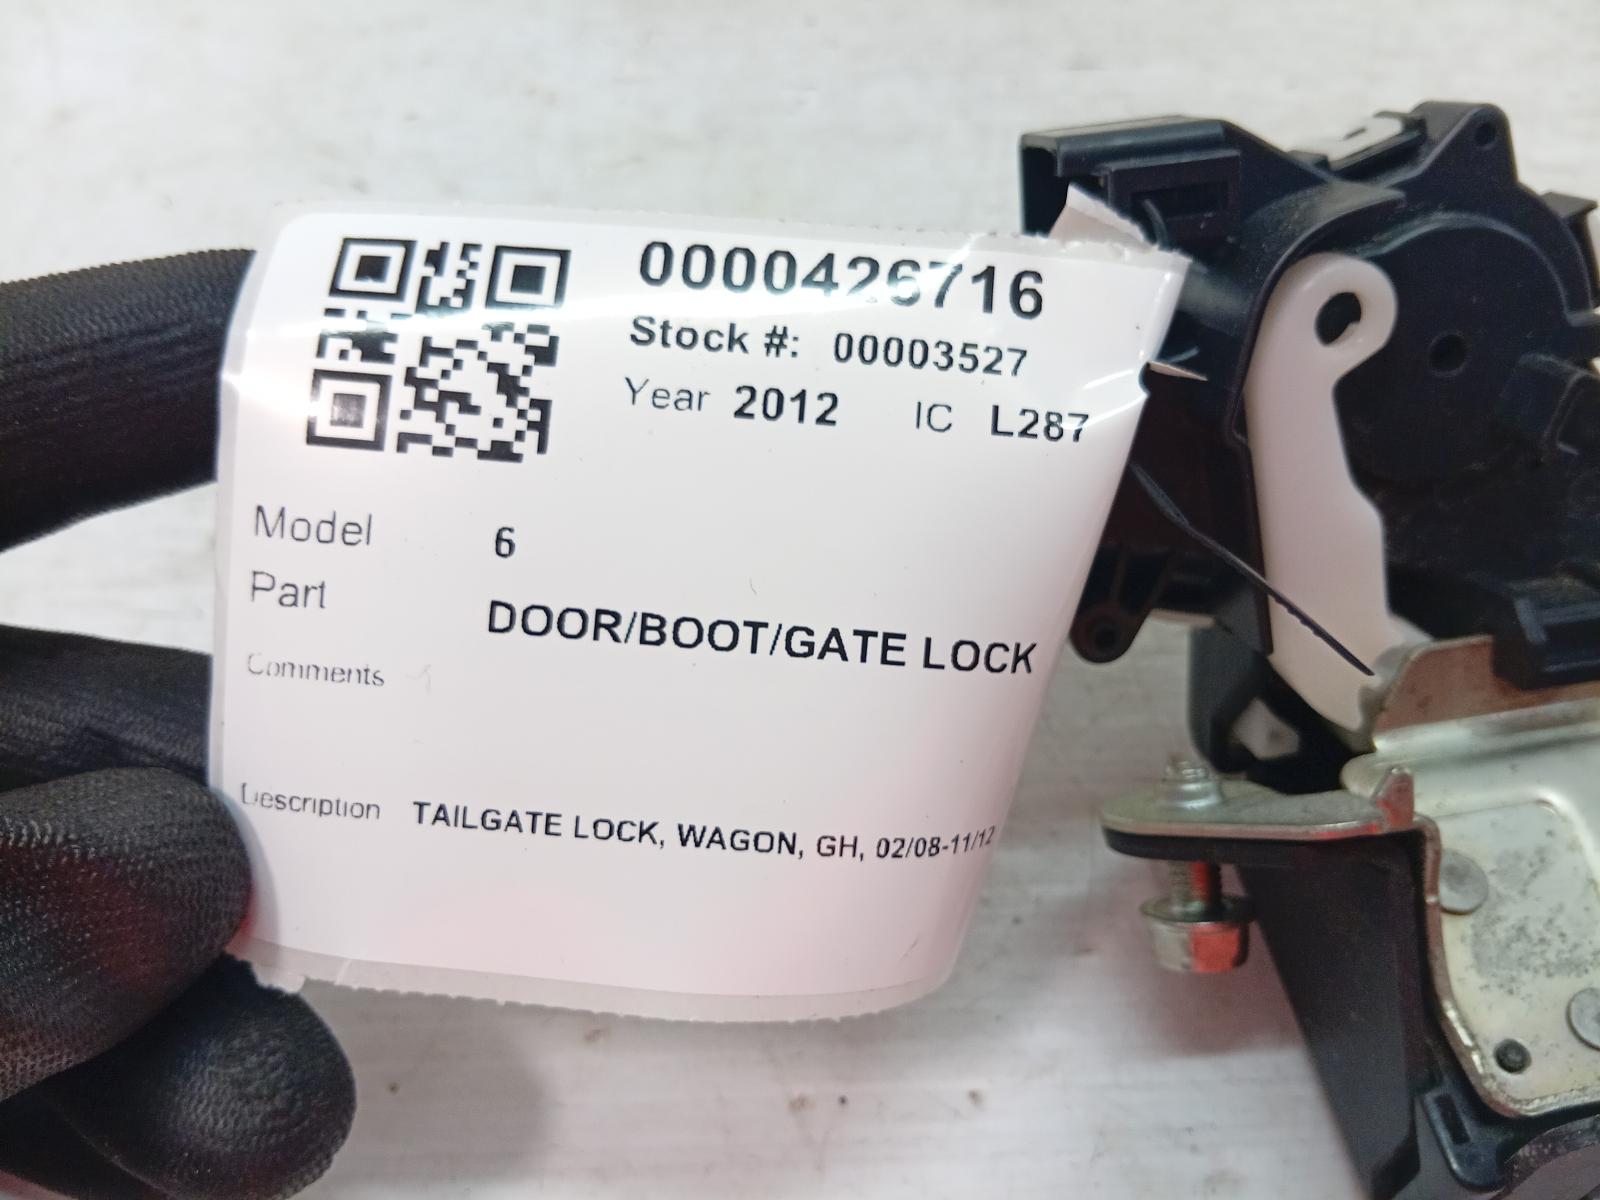 0000426716
Stock #: 00003527
Year 2012 IC L287
Model 6
Part DOOR/BOOT/GATE LOCK
Comments
Description TAILGATE LOCK, WAGON, GH, 02/08-11/12